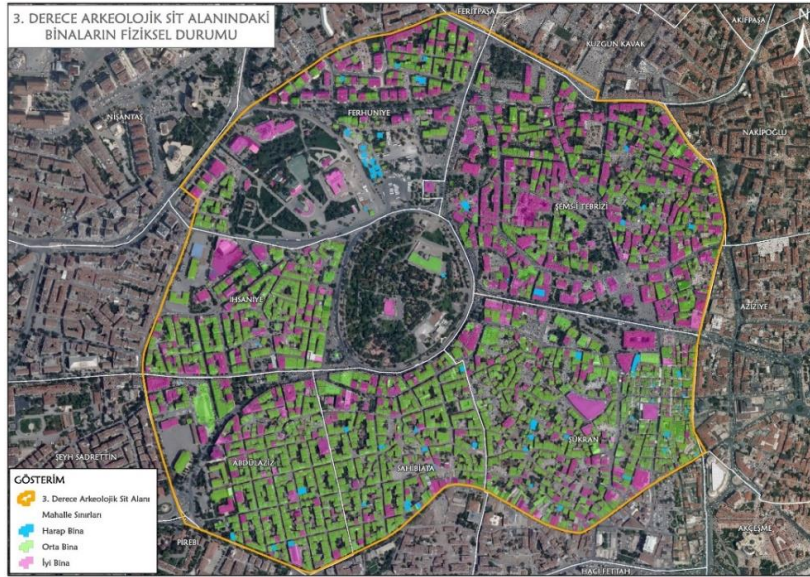 3. DERECE ARKEOLOJİK SİT ALANINDAKİ
BİNALARIN FİZİKSEL DURUMU
FERİTPAŞA
AKİFPAŞA
N
KUZGUN KAVAK
NİŞANTAŞ
FERHUNİYE
NAKİPOĞLU
ŞEMS-İ TEBRİZİ
İHSANİYE
AZİZİYE
ŞÜKRAN
ŞEYH SADRETTİN
ABDÜLAZİZ
SAHİBİATA
GÖSTERİM
3. Derece Arkeolojik Sit Alanı
Mahalle Sınırları
Harap Bina
Orta Bina
İyi Bina
PİREBİ
AKÇEŞME
HACI FETTAH